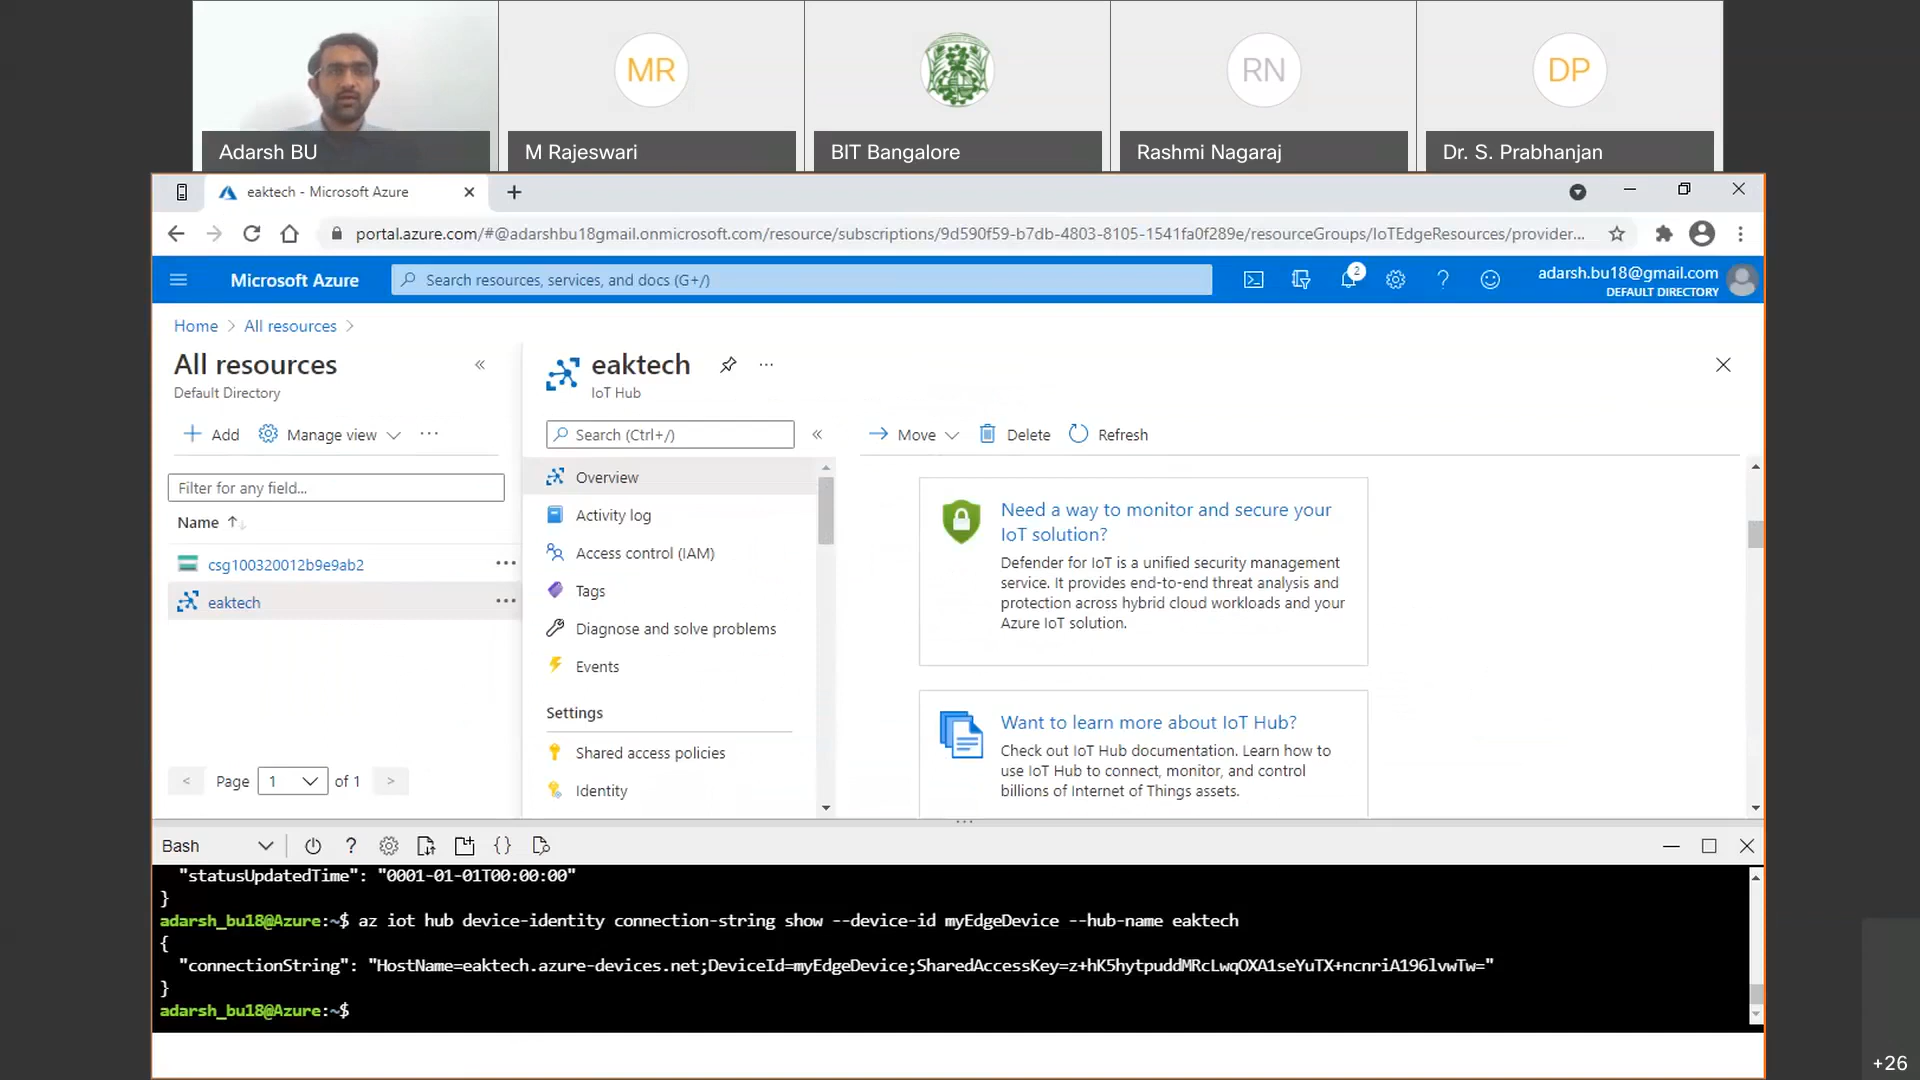 MR
RN
DP
Adarsh BU
M Rajeswari
BIT Bangalore
Rashmi Nagaraj
Dr. S. Prabhanjan
eaktech - Microsoft Azure
portal.azure.com/#@adarshbu18gmail.onmicrosoft.com/resource/subscriptions/9d590f59-b7db-4803-8105-1541fa0f289e/resourceGroups/IoTEdgeResources/provider...
Microsoft Azure
Search resources, services, and docs (G+/)
2
adarsh.bu18@gmail.com
DEFAULT DIRECTORY
Home > All resources >
All resources
Default Directory
Add
Manage view
Filter for any field...
Name
csg100320012b9e9ab2
eaktech
< Page 1 of 1 >
eaktech
IoT Hub
Search (Ctrl+/)
Overview
Activity log
Access control (IAM)
Tags
Diagnose and solve problems
Events
Settings
Shared access policies
Identity
Move
Delete
Refresh
Need a way to monitor and secure your
IoT solution?
Defender for IoT is a unified security management
service. It provides end-to-end threat analysis and
protection across hybrid cloud workloads and your
Azure IoT solution.
Want to learn more about IoT Hub?
Check out IoT Hub documentation. Learn how to
use IoT Hub to connect, monitor, and control
billions of Internet of Things assets.
Bash
"statusUpdatedTime": "0001-01-01T00:00:00"
}
adarsh_bu18@Azure:~$ az iot hub device-identity connection-string show --device-id myEdgeDevice --hub-name eaktech
{
"connectionString": "HostName=eaktech.azure-devices.net;DeviceId=myEdgeDevice;SharedAccessKey=z+hK5hytpuddMRcLwqOXA1seYuTX+ncnriA196lvwTw="
}
adarsh_bu18@Azure:~$
+26